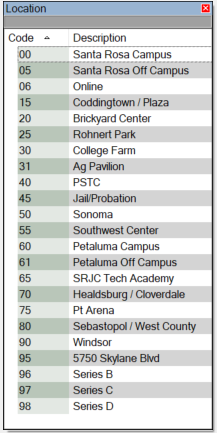 Location
Code Description
00 Santa Rosa Campus
05 Santa Rosa Off Campus
06 Online
15 Coddingtown / Plaza
20 Brickyard Center
25 Rohnert Park
30 College Farm
31 Ag Pavilion
40 PSTC
45 Jail/Probation
50 Sonoma
55 Southwest Center
60 Petaluma Campus
61 Petaluma Off Campus
65 SRJC Tech Academy
70 Healdsburg / Cloverdale
75 Pt Arena
80 Sebastopol / West County
90 Windsor
95 5750 Skylane Blvd
96 Series B
97 Series C
98 Series D